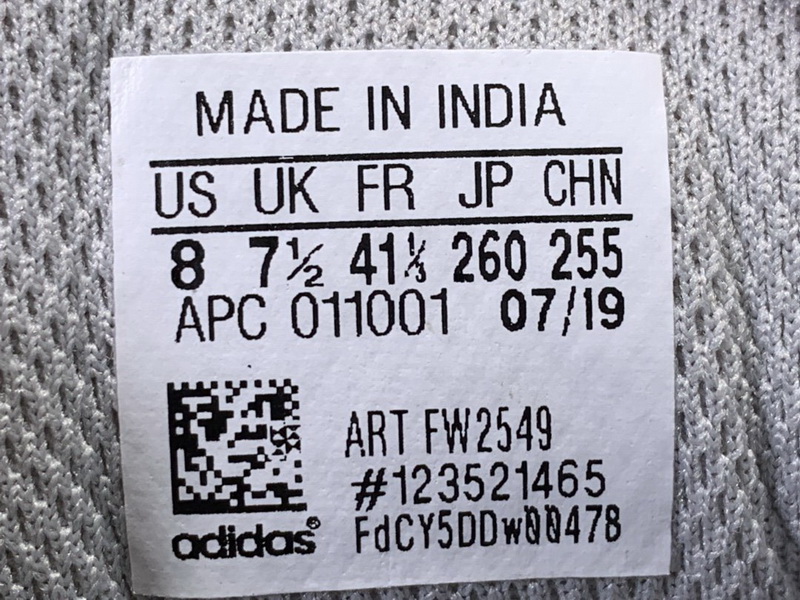 MADE IN INDIA
US UK FR JP CHN
8 7½ 41⅓ 260 255
APC 011001 07/19
ART FW2549
#123521465
FdCY5DDw00478
adidas®